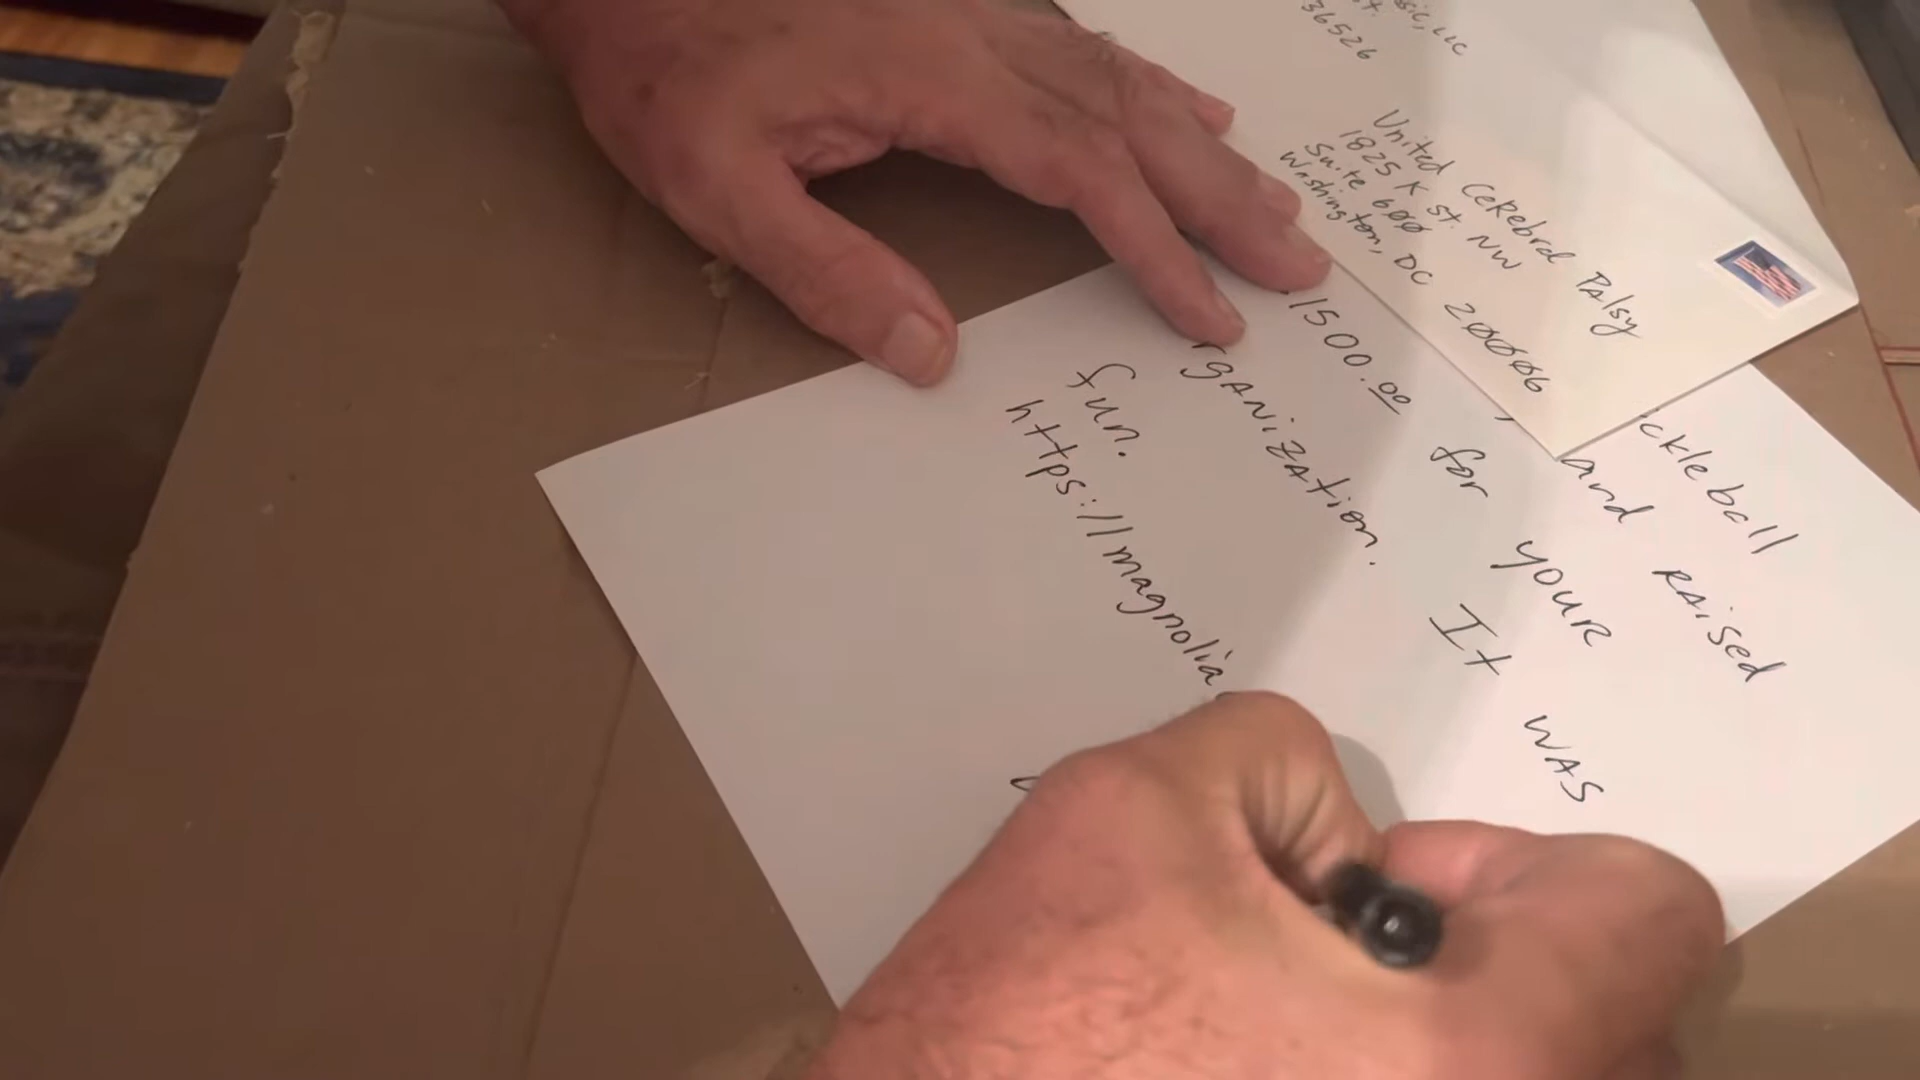 36526
United Cerebral Palsy
1825 K St. NW
Suite 600
Washington, DC 20006
ickleball
and Raised
1500.00 for your
rganization. It was
fun.
https://magnolia